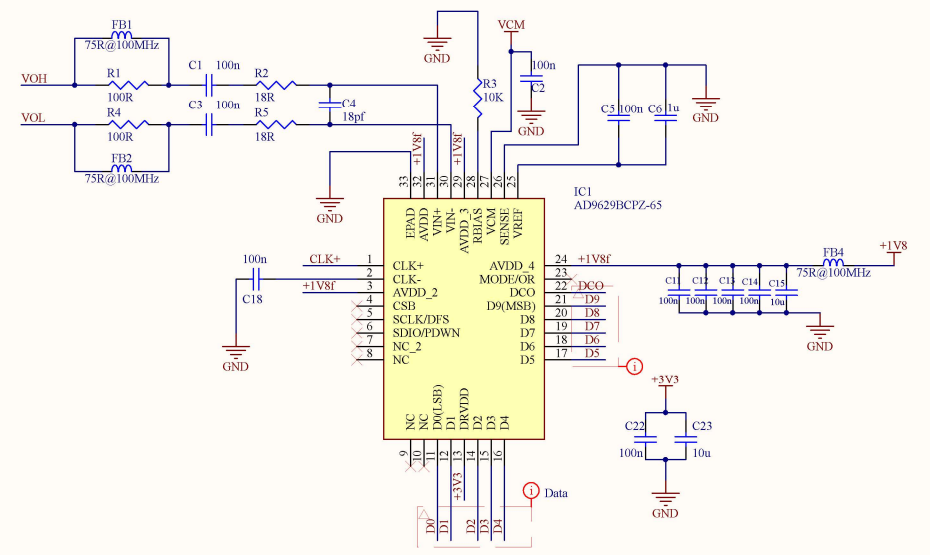 FB1
75R@100MHz
VOH
R1
100R
C1
100n
R2
18R
VOL
R4
100R
C3
100n
R5
18R
C4
18pf
FB2
75R@100MHz
GND
R3
10K
VCM
100n
C2
GND
C5
100n
C6
1u
GND
GND
+1V8f
+1V8f
33
32
31
30
29
28
27
26
25
EPAD
AVDD
VIN+
VIN-
AVDD_3
RBIAS
VCM
SENSE
VREF
IC1
AD9629BCPZ-65
CLK+
1
CLK+
100n
C18
2
CLK-
+1V8f
3
AVDD_2
4
CSB
5
SCLK/DFS
6
SDIO/PDWN
7
NC_2
8
NC
GND
AVDD_4
24
+1V8f
MODE/OR
23
DCO
22
DCO
D9(MSB)
21
D9
D8
20
D8
D7
19
D7
D6
18
D6
D5
17
D5
i
C11
100n
C12
100n
C13
100n
C14
100n
C15
10u
FB4
75R@100MHz
+1V8
GND
+3V3
C22
100n
C23
10u
GND
NC
NC
D0(LSB)
D1
DRVDD
D2
D3
D4
9
10
11
12
13
14
15
16
+3V3
D0
D1
D2
D3
D4
i
Data